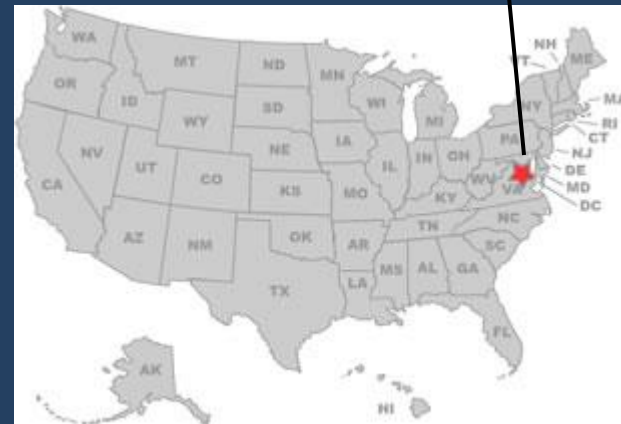 WA
MT
ND
MN
VT
NH
ME
OR
ID
SD
WI
MI
NY
MA
WY
IA
PA
RI
CT
NV
NE
IL
IN
OH
NJ
UT
CO
WV
DE
CA
KS
MO
KY
VA
MD
DC
AZ
NM
OK
AR
TN
NC
SC
TX
LA
MS
AL
GA
FL
AK
HI